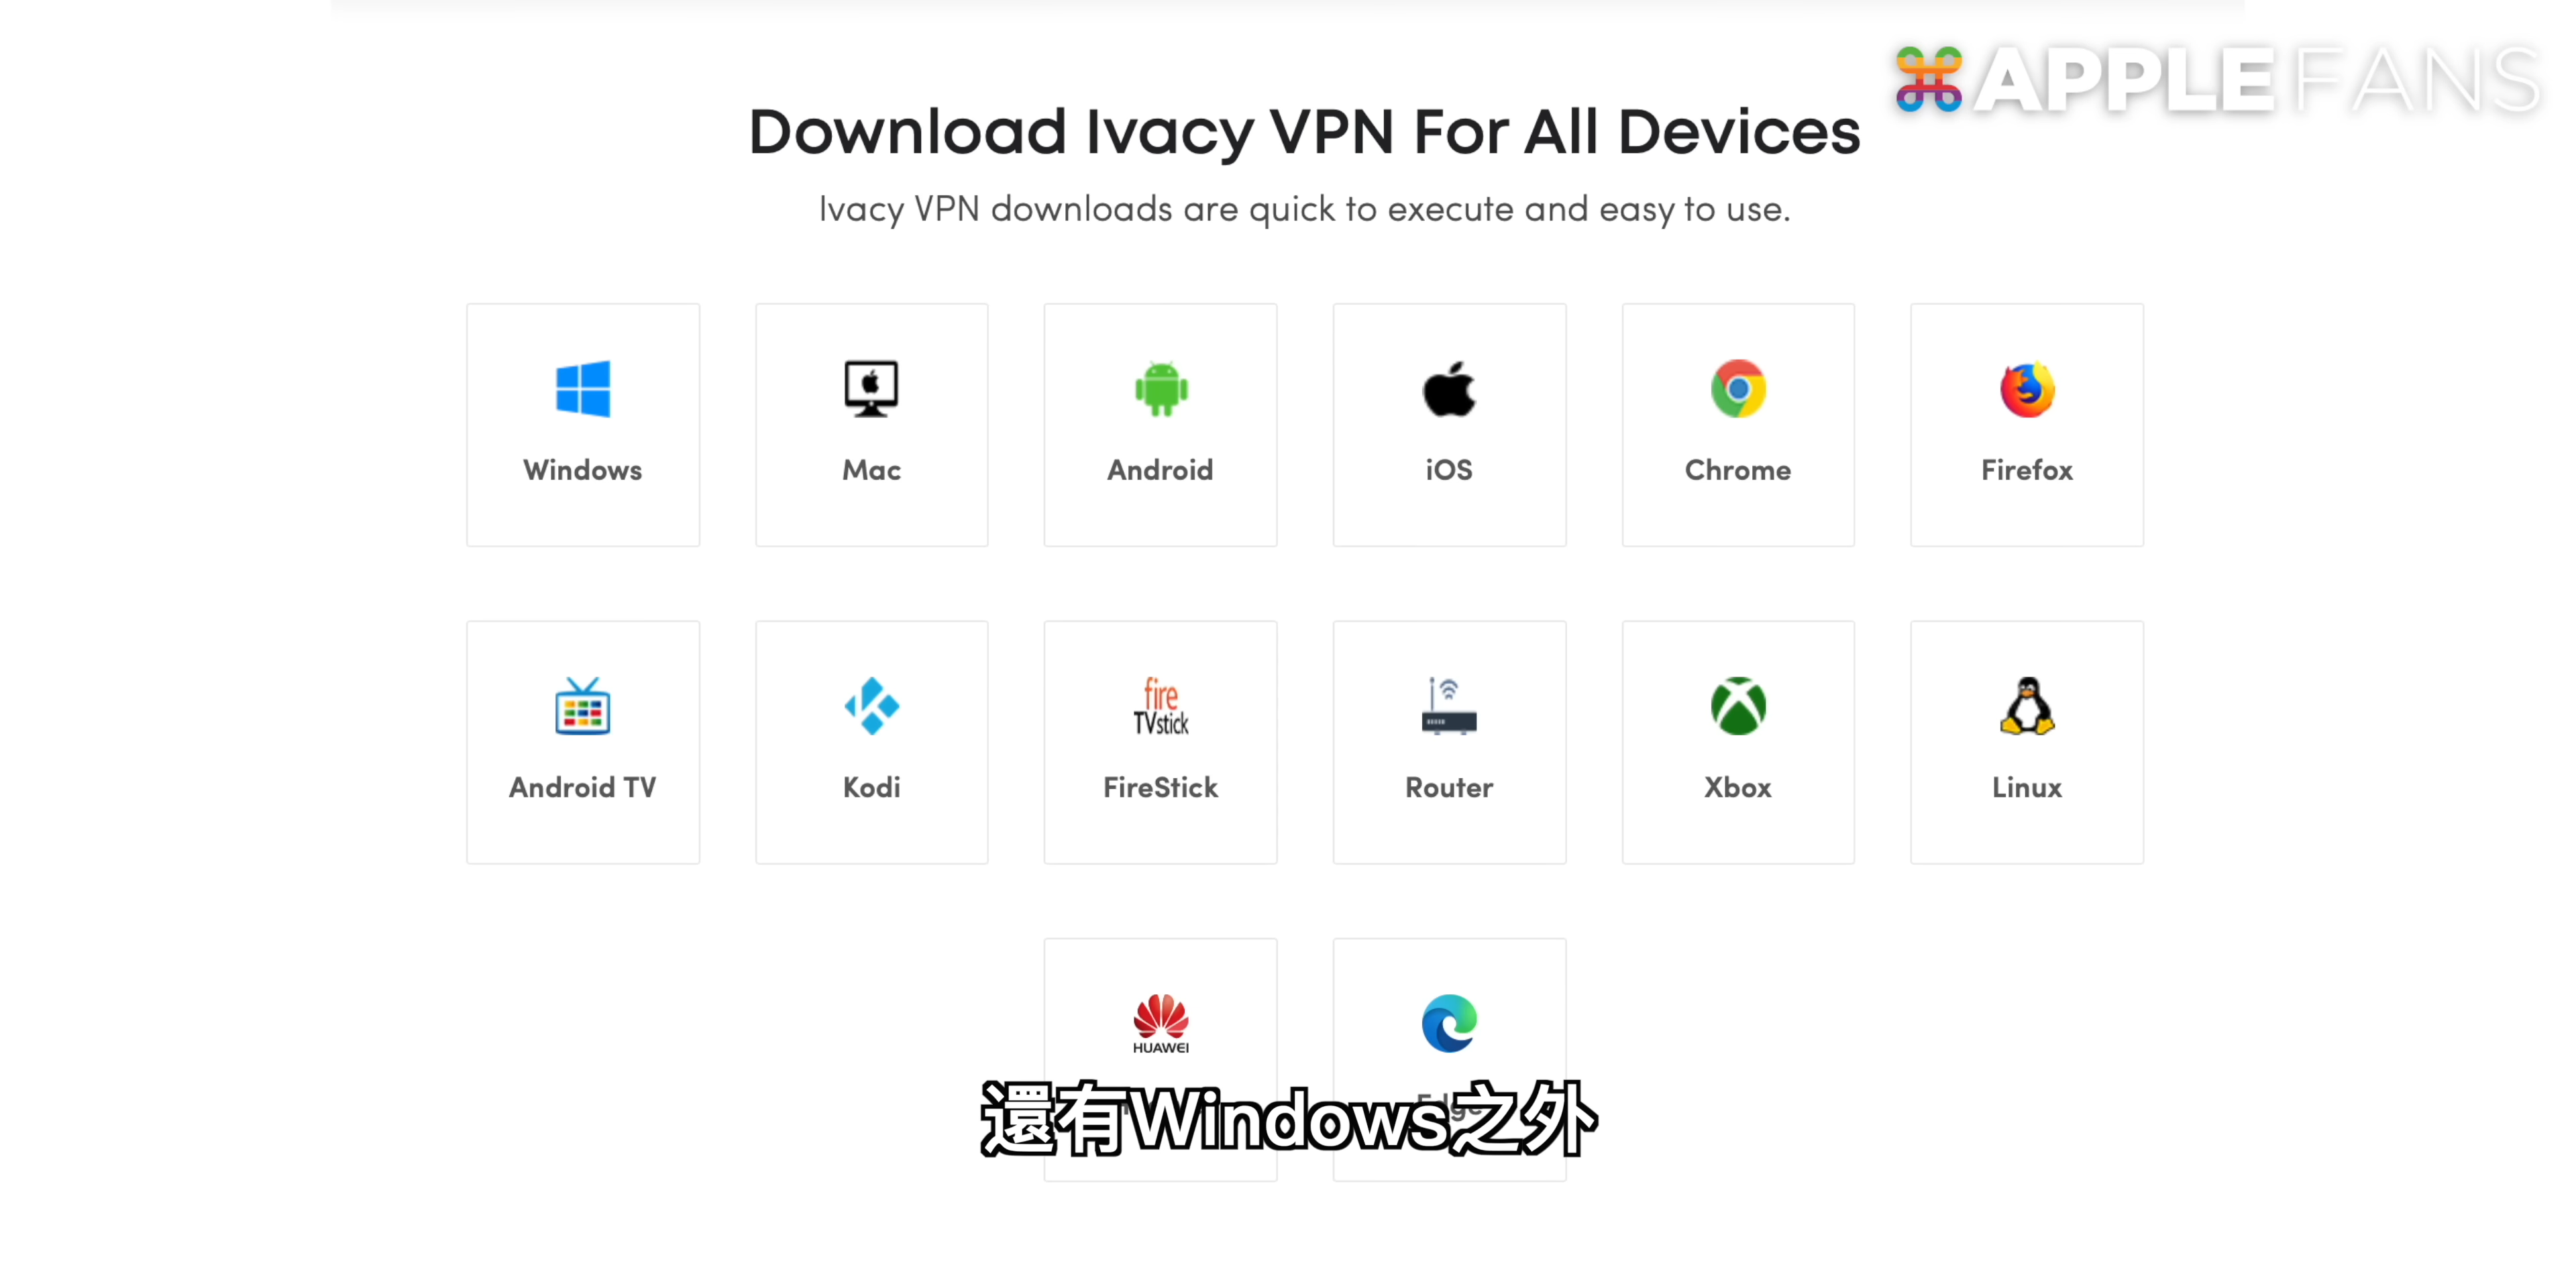 APPLEFANS
Download Ivacy VPN For All Devices
Ivacy VPN downloads are quick to execute and easy to use.
Windows
Mac
Android
iOS
Chrome
Firefox
fire
TVstick
Android TV
Kodi
FireStick
Router
Xbox
Linux
HUAWEI
Edge
還有Windows之外